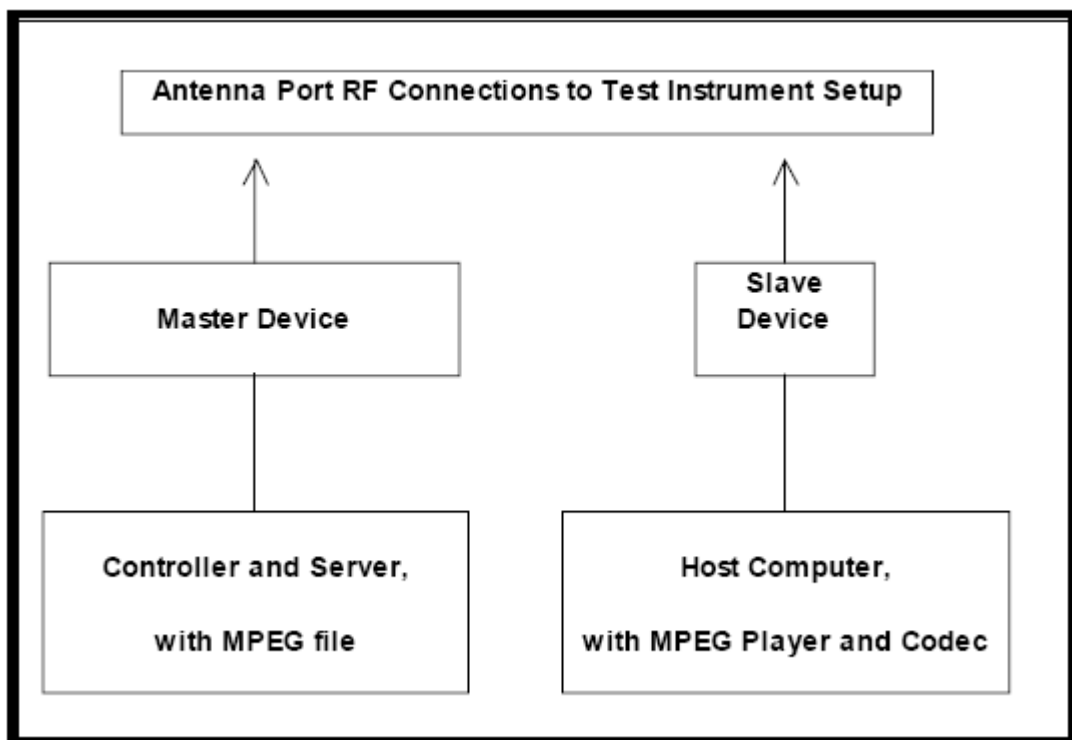 Antenna Port RF Connections to Test Instrument Setup
Master Device
Slave
Device
Controller and Server,
with MPEG file
Host Computer,
with MPEG Player and Codec